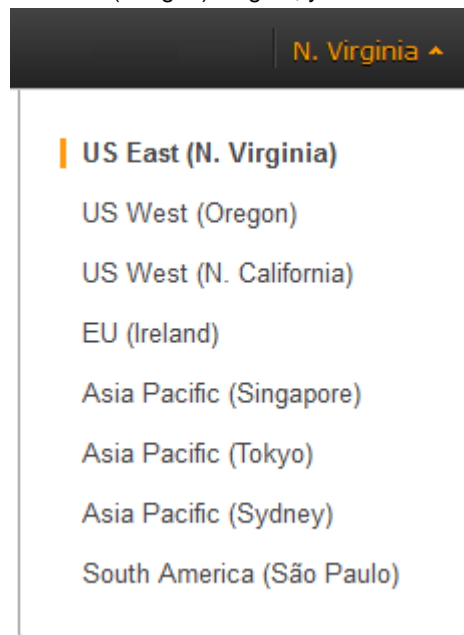 N. Virginia
US East (N. Virginia)
US West (Oregon)
US West (N. California)
EU (Ireland)
Asia Pacific (Singapore)
Asia Pacific (Tokyo)
Asia Pacific (Sydney)
South America (São Paulo)